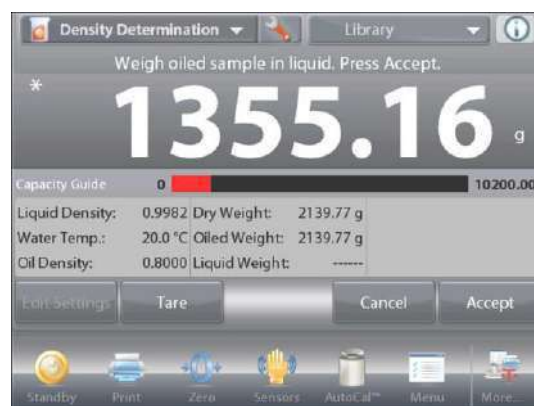 Density Determination Library
Weigh oiled sample in liquid. Press Accept.
* 1355.16 g
Capacity Guide 0 10200.00
Liquid Density: 0.9982 Dry Weight: 2139.77 g
Water Temp.: 20.0 °C Oiled Weight: 2139.77 g
Oil Density: 0.8000 Liquid Weight: ------
Edit Settings Tare Cancel Accept
Standby Print Zero Sensors AutoCal™ Menu More...